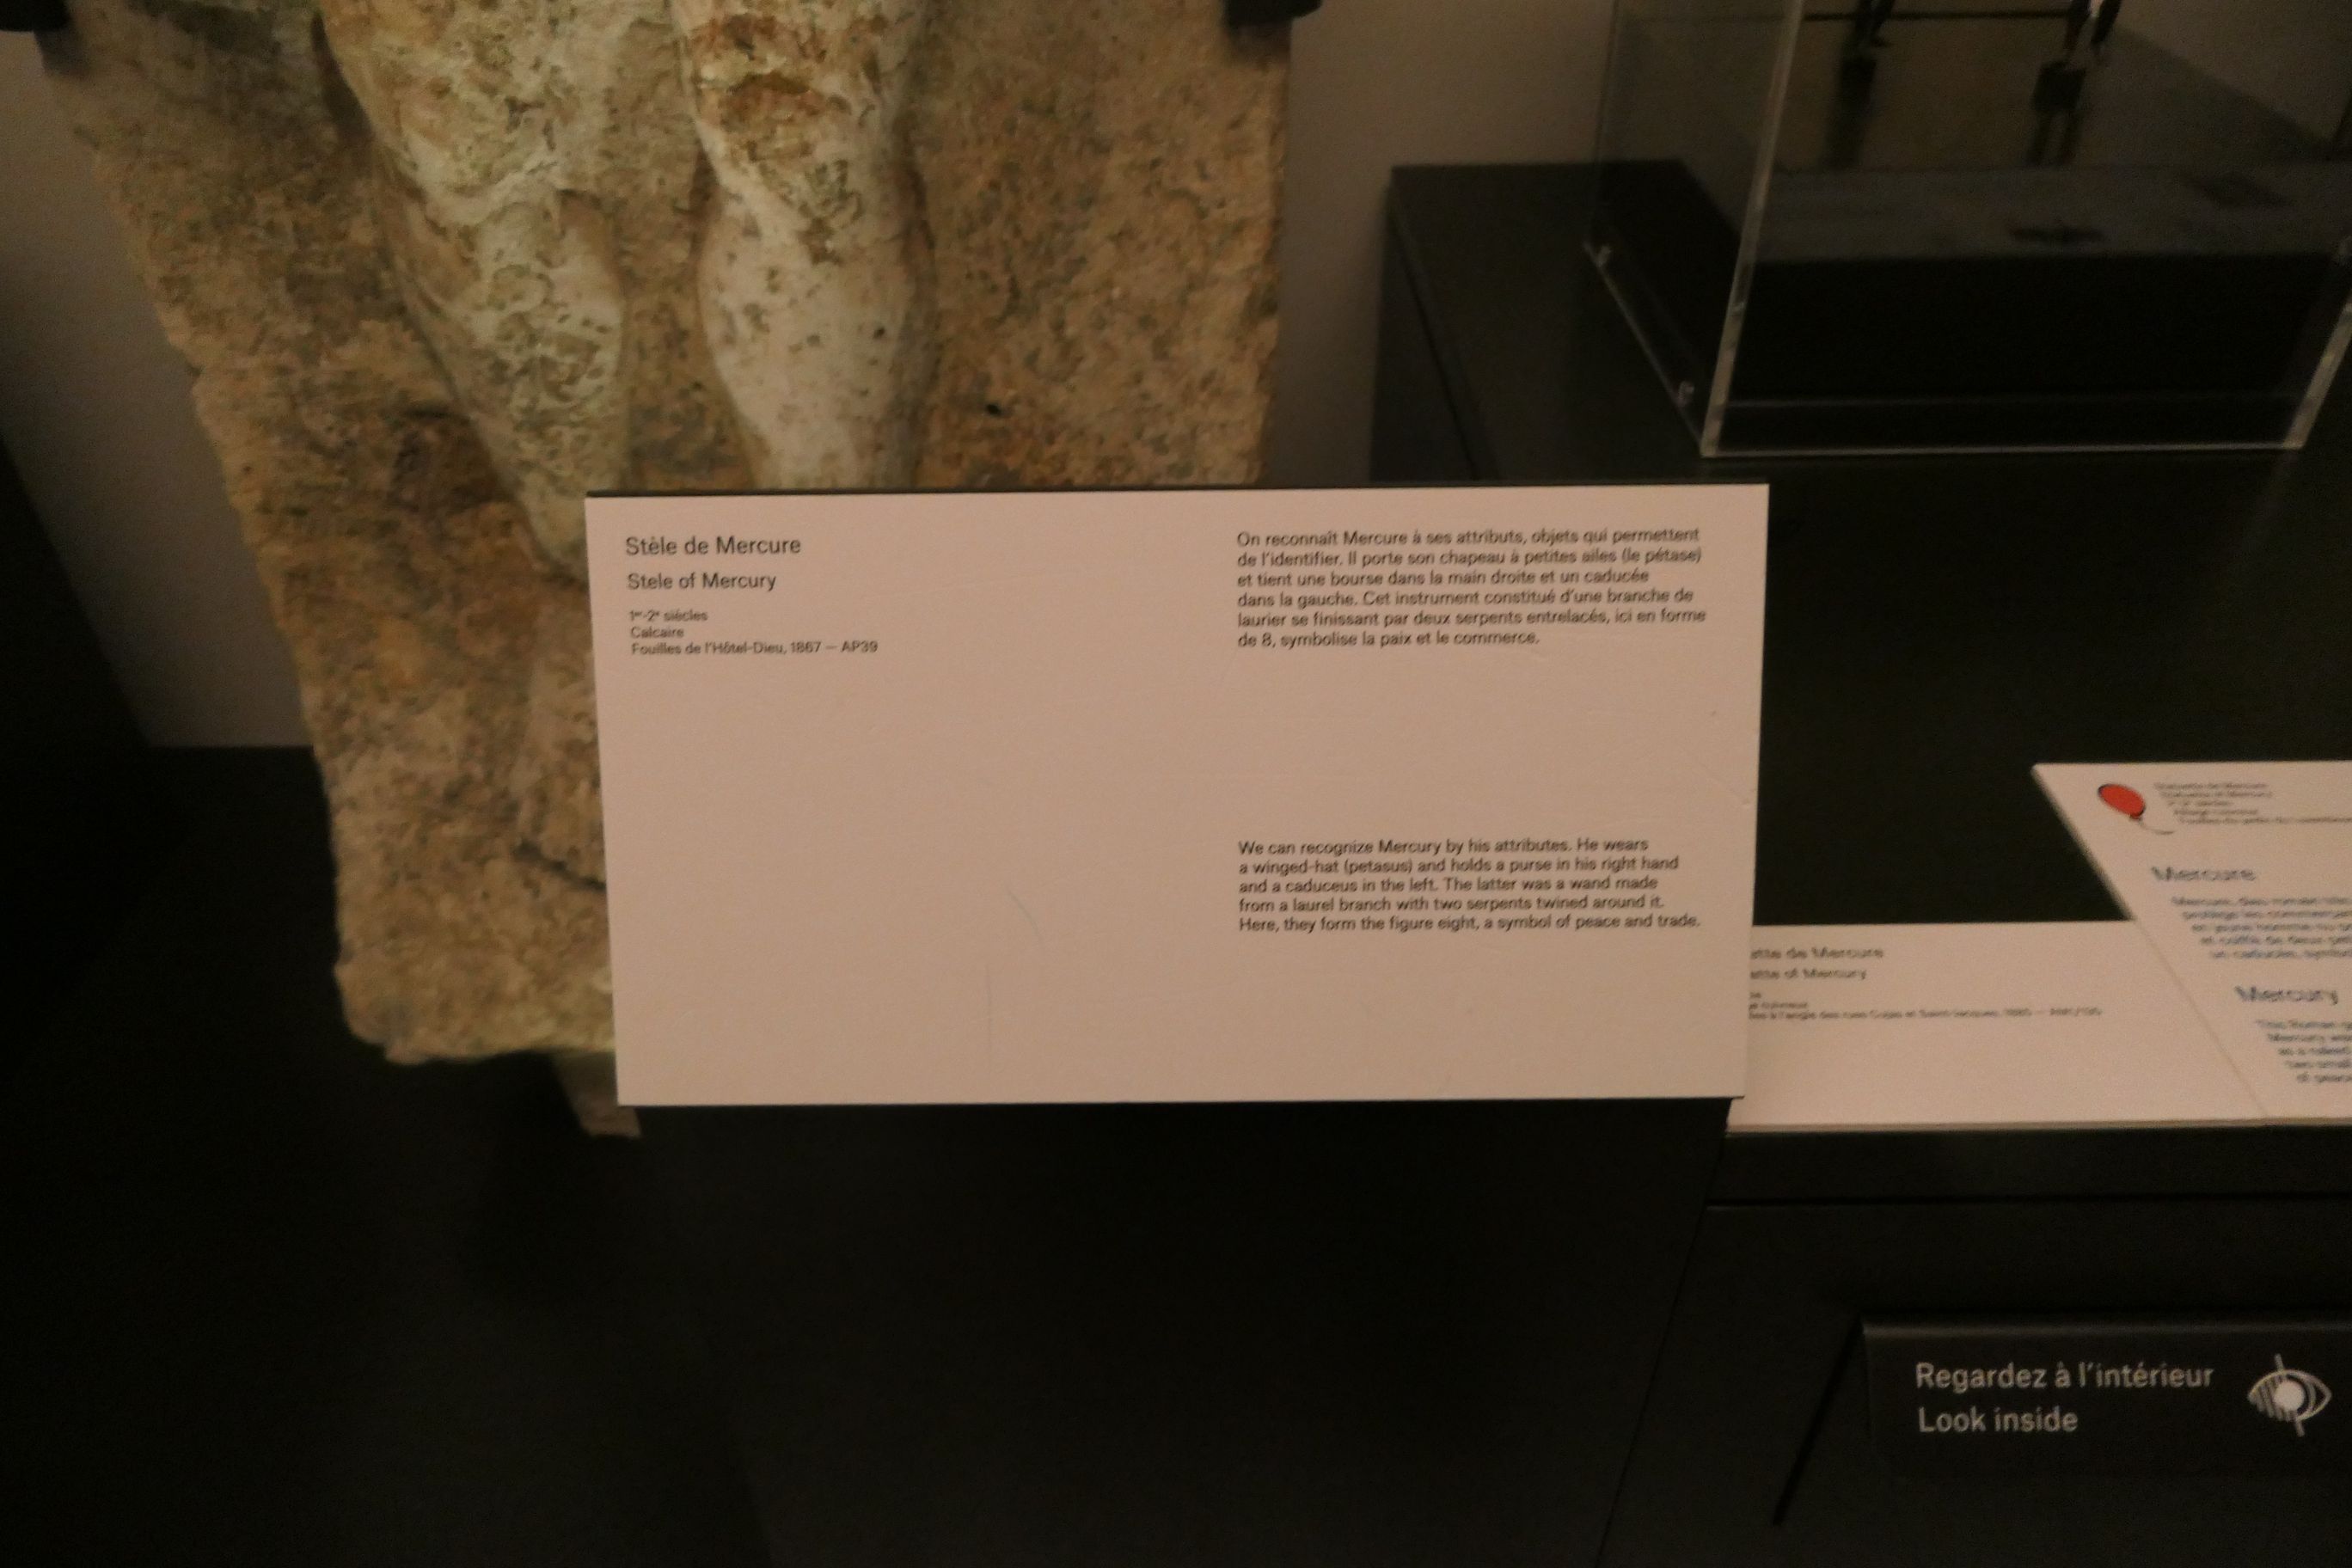 Stèle de Mercure
Stele of Mercury
1er-2e siècles
Calcaire
Fouilles de l'Hôtel-Dieu, 1867 — AP39
On reconnaît Mercure à ses attributs, objets qui permettent
de l'identifier. Il porte son chapeau à petites ailes (le pétase)
et tient une bourse dans la main droite et un caducée
dans la gauche. Cet instrument constitué d'une branche de
laurier se finissant par deux serpents entrelacés, ici en forme
de 8, symbolise la paix et le commerce.
We can recognize Mercury by his attributes. He wears
a winged-hat (petasus) and holds a purse in his right hand
and a caduceus in the left. The latter was a wand made
from a laurel branch with two serpents twined around it.
Here, they form the figure eight, a symbol of peace and trade.
de Mercure
of Mercury
Mercure
Mercury
Regardez à l'intérieur
Look inside